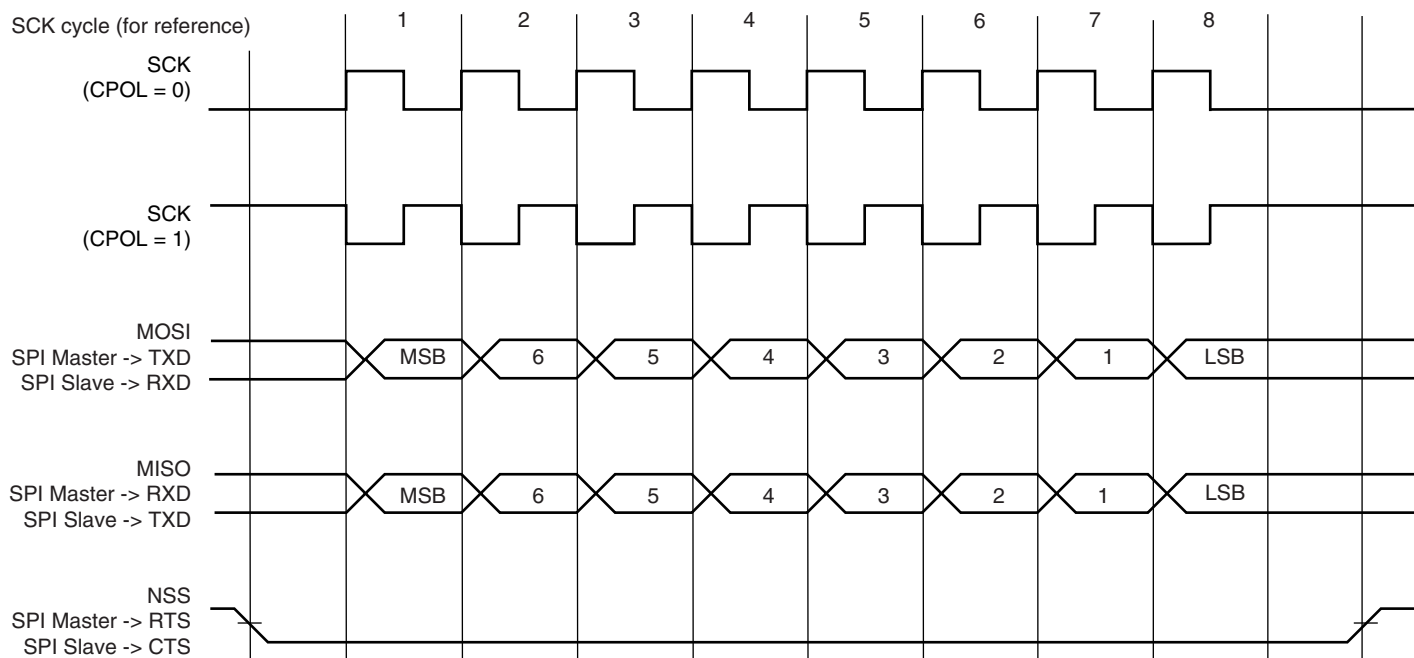 SCK cycle (for reference)
1 2 3 4 5 6 7 8
SCK
(CPOL = 0)
SCK
(CPOL = 1)
MOSI
SPI Master -> TXD
SPI Slave -> RXD
MSB 6 5 4 3 2 1 LSB
MISO
SPI Master -> RXD
SPI Slave -> TXD
MSB 6 5 4 3 2 1 LSB
NSS
SPI Master -> RTS
SPI Slave -> CTS